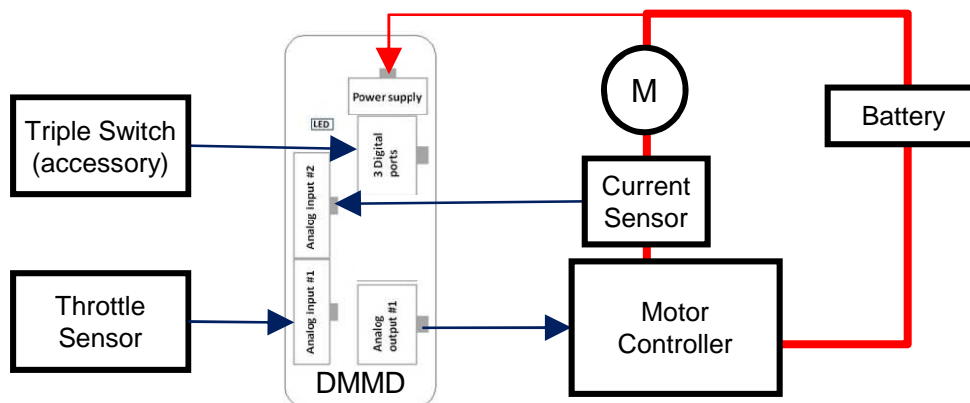 Triple Switch
(accessory)
Throttle
Sensor
Power supply
LED
3 Digital
ports
Analog input #2
Analog input #1
Analog
output #1
DMMD
M
Current
Sensor
Motor
Controller
Battery